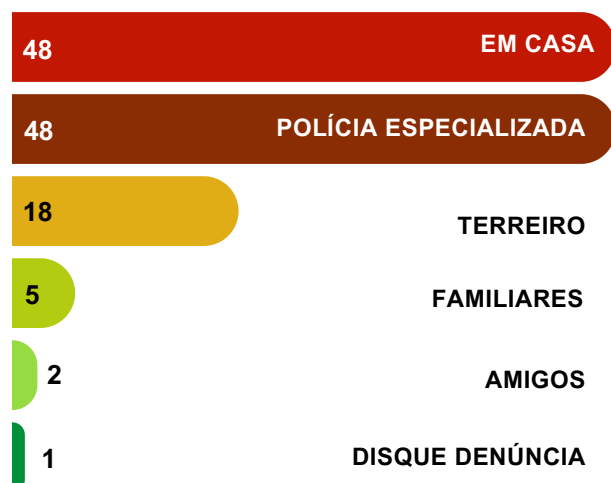 48 EM CASA
48 POLÍCIA ESPECIALIZADA
18 TERREIRO
5 FAMILIARES
2 AMIGOS
1 DISQUE DENÚNCIA